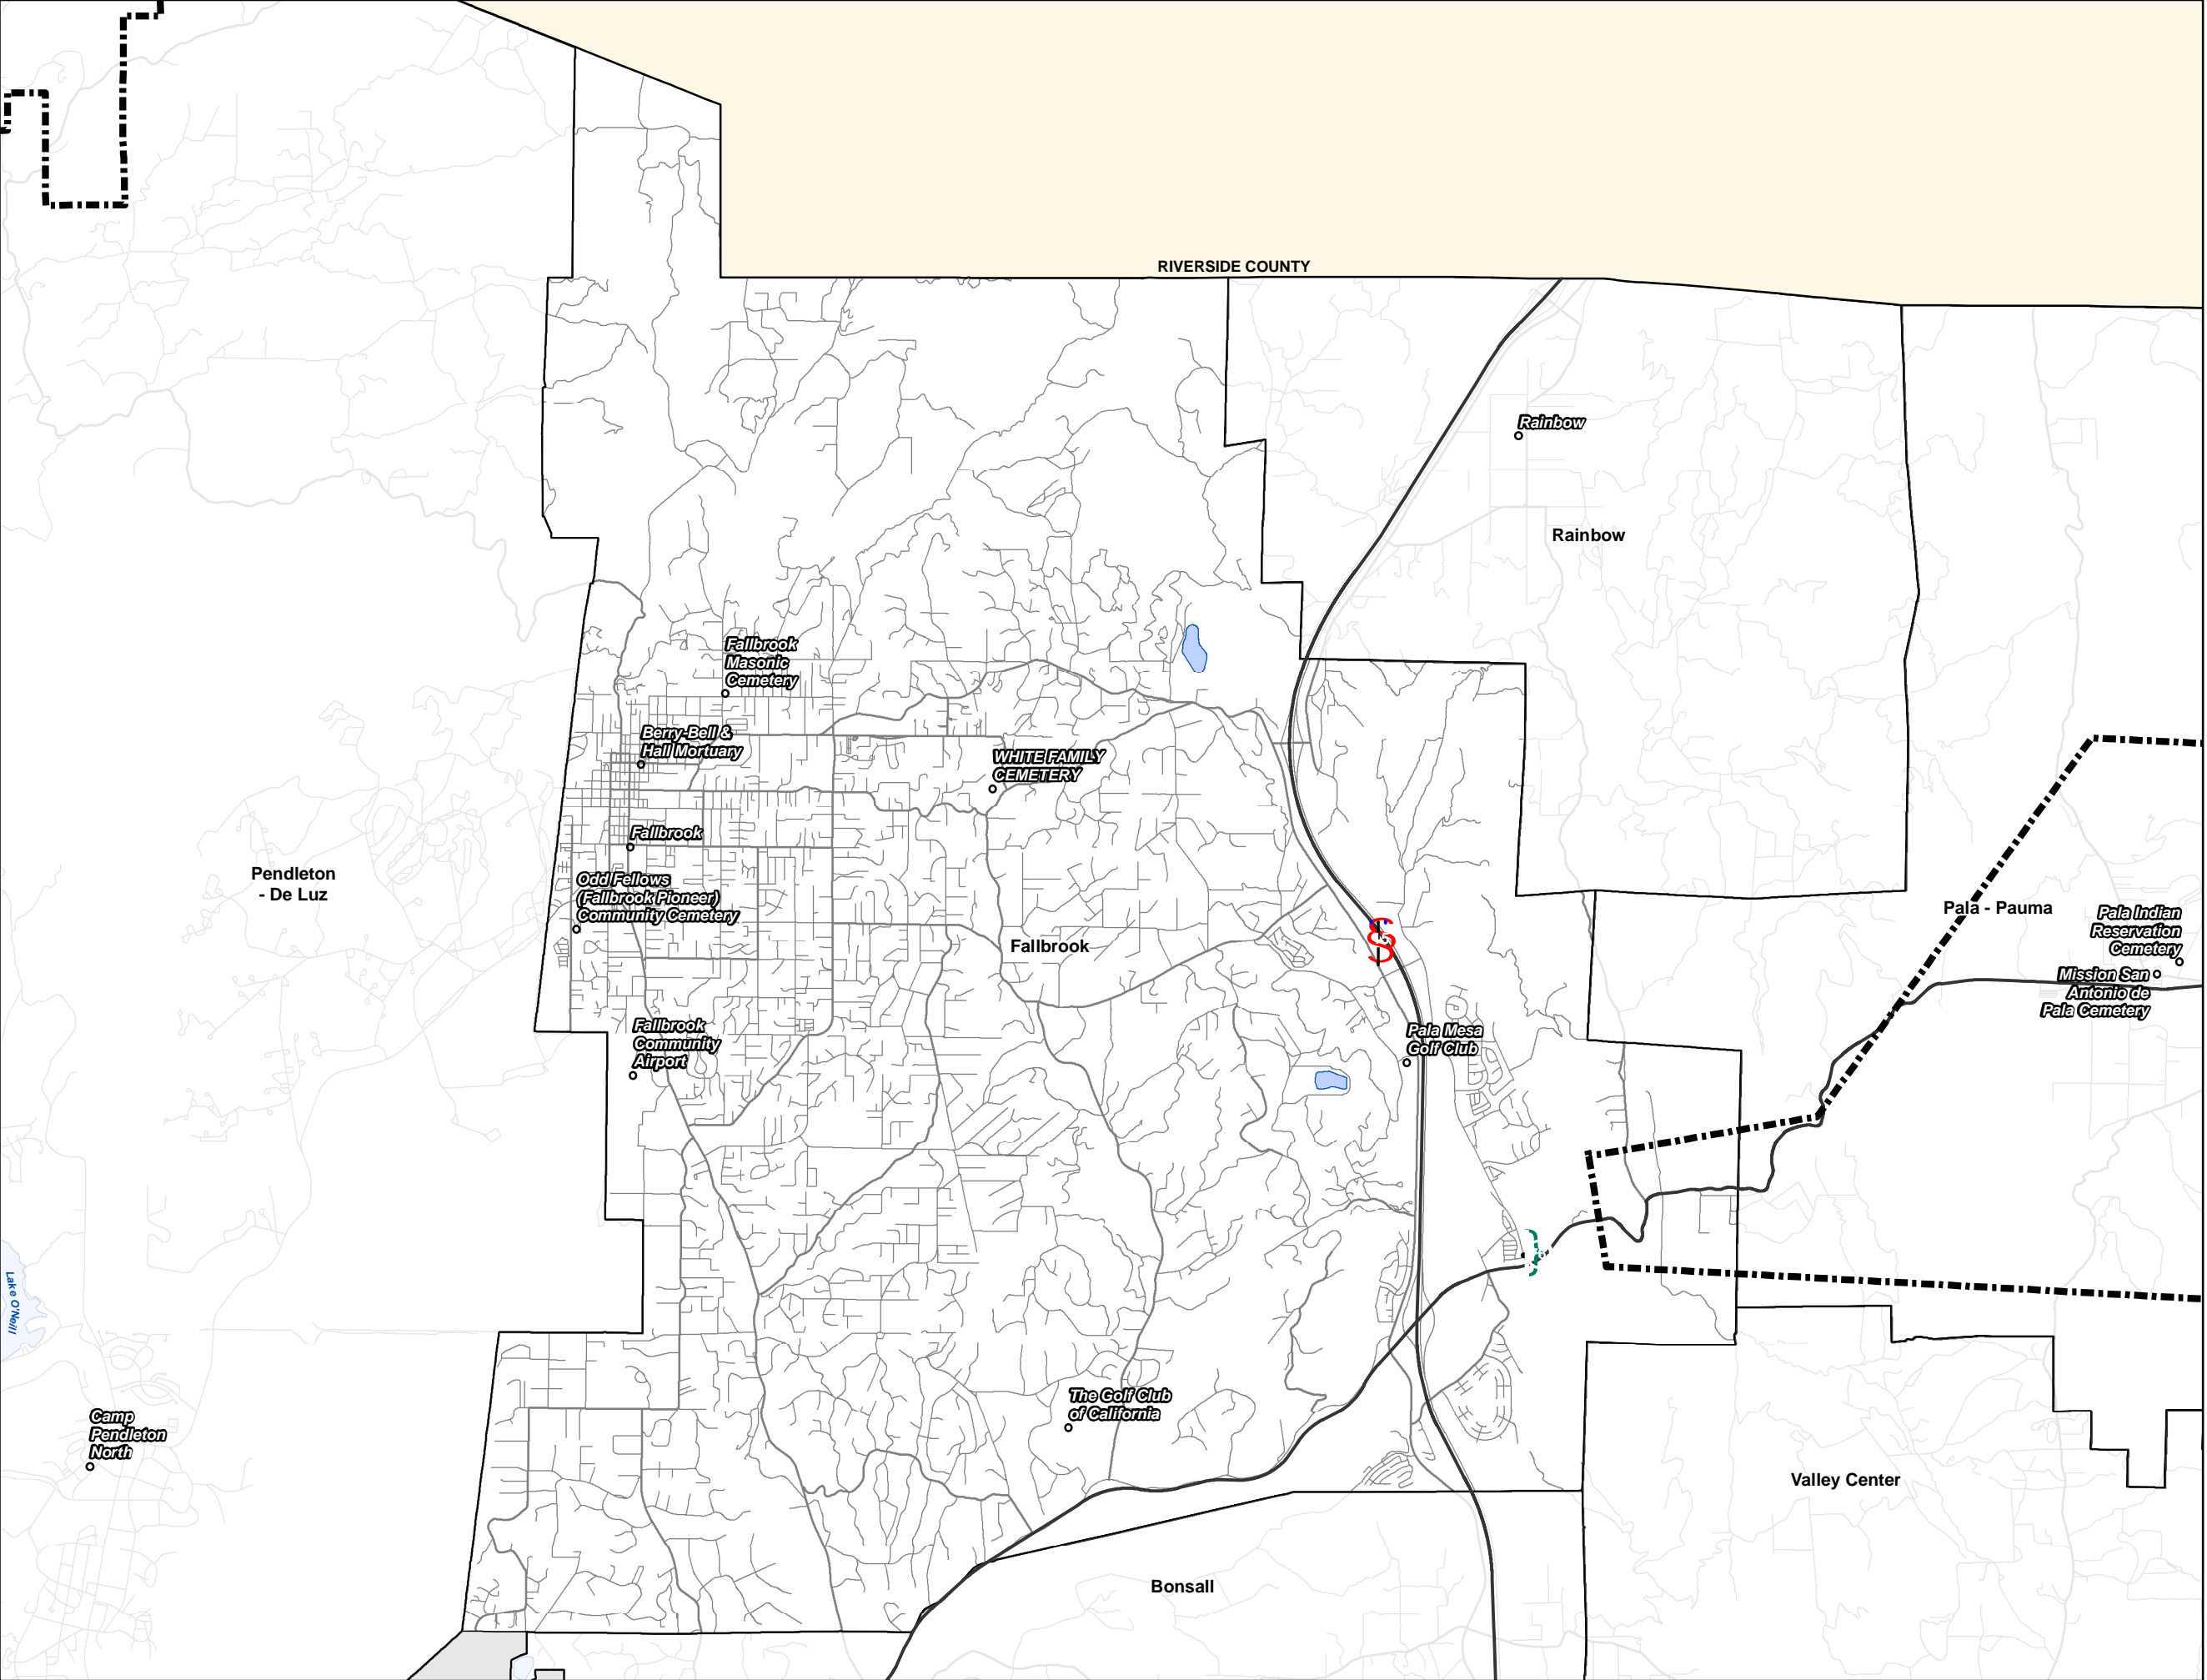 RIVERSIDE COUNTY
Rainbow
Rainbow
Fallbrook
Masonic
Cemetery
Berry-Bell &
Hall Mortuary
WHITE FAMILY
CEMETERY
Fallbrook
Pendleton
- De Luz
Odd Fellows
(Fallbrook Pioneer)
Community Cemetery
Fallbrook
Pala - Pauma
Pala Indian
Reservation
Cemetery
Mission San
Antonio de
Pala Cemetery
Fallbrook
Community
Airport
Pala Mesa
Golf Club
Lake O'Neill
The Golf Club
of California
Camp
Pendleton
North
Valley Center
Bonsall